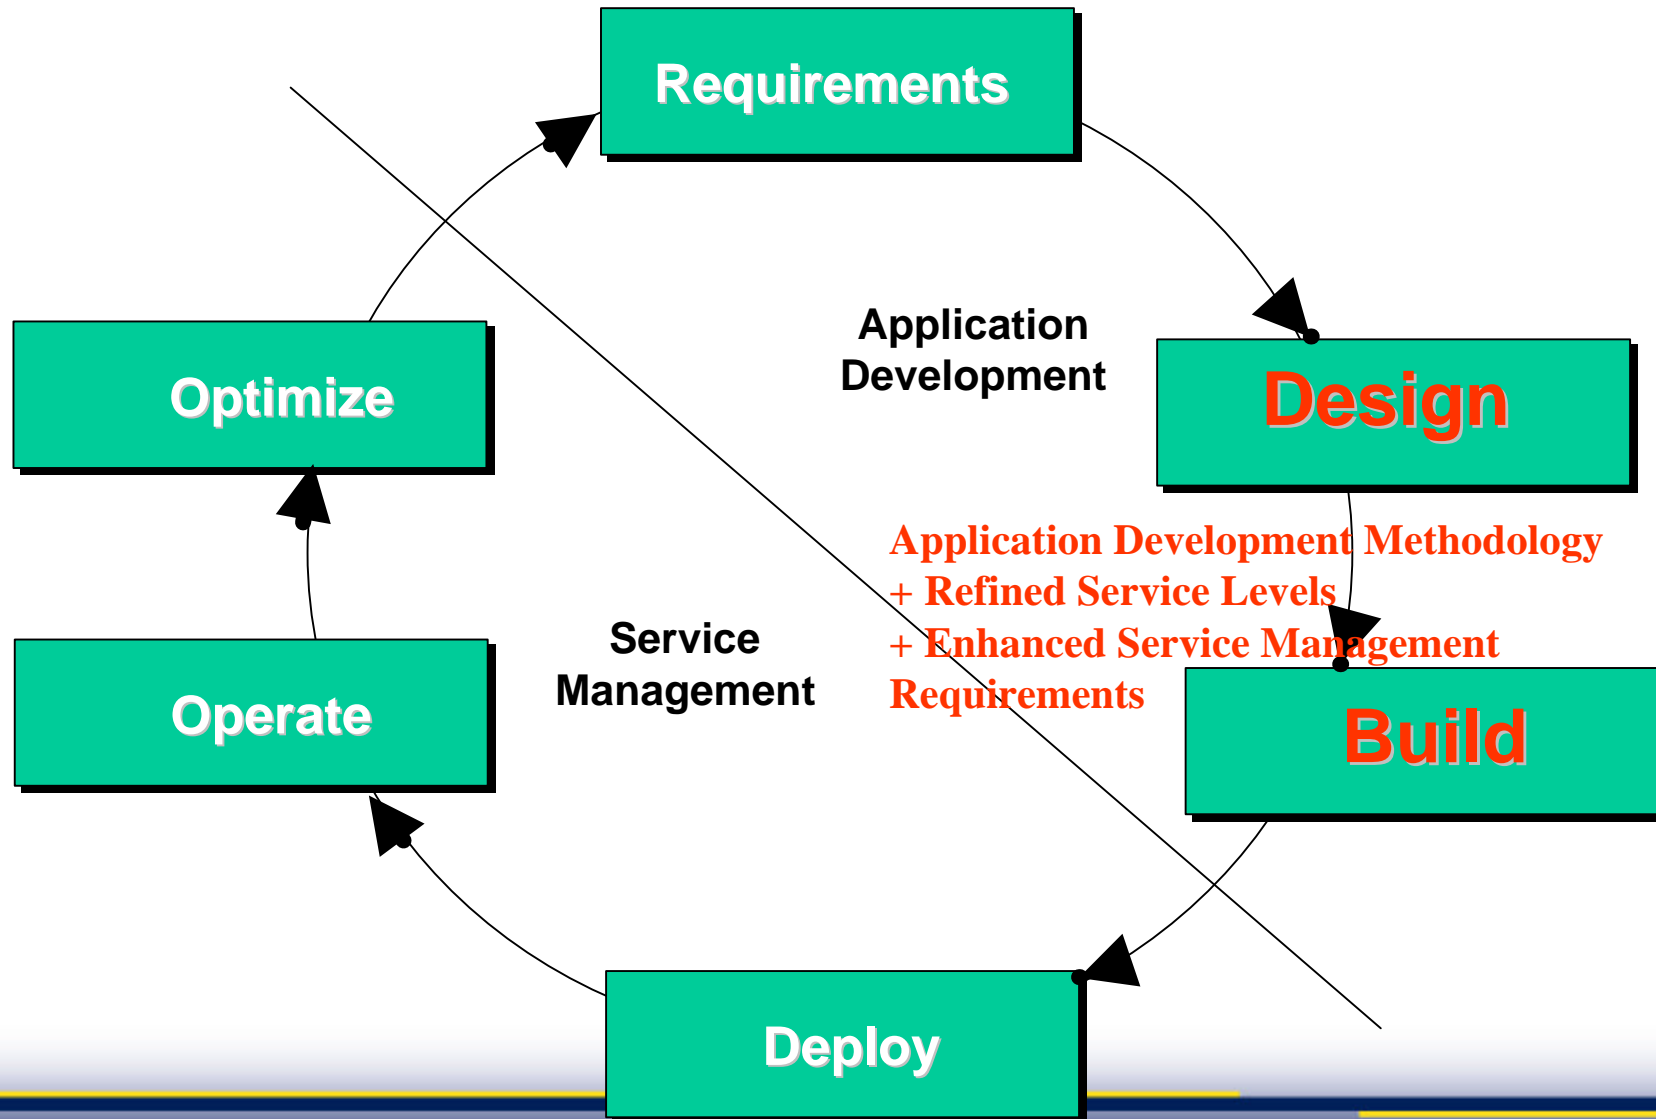 Requirements
Application
Development
Optimize
Design
Application Development Methodology
+ Refined Service Levels
+ Enhanced Service Management
Requirements
Service
Management
Operate
Build
Deploy